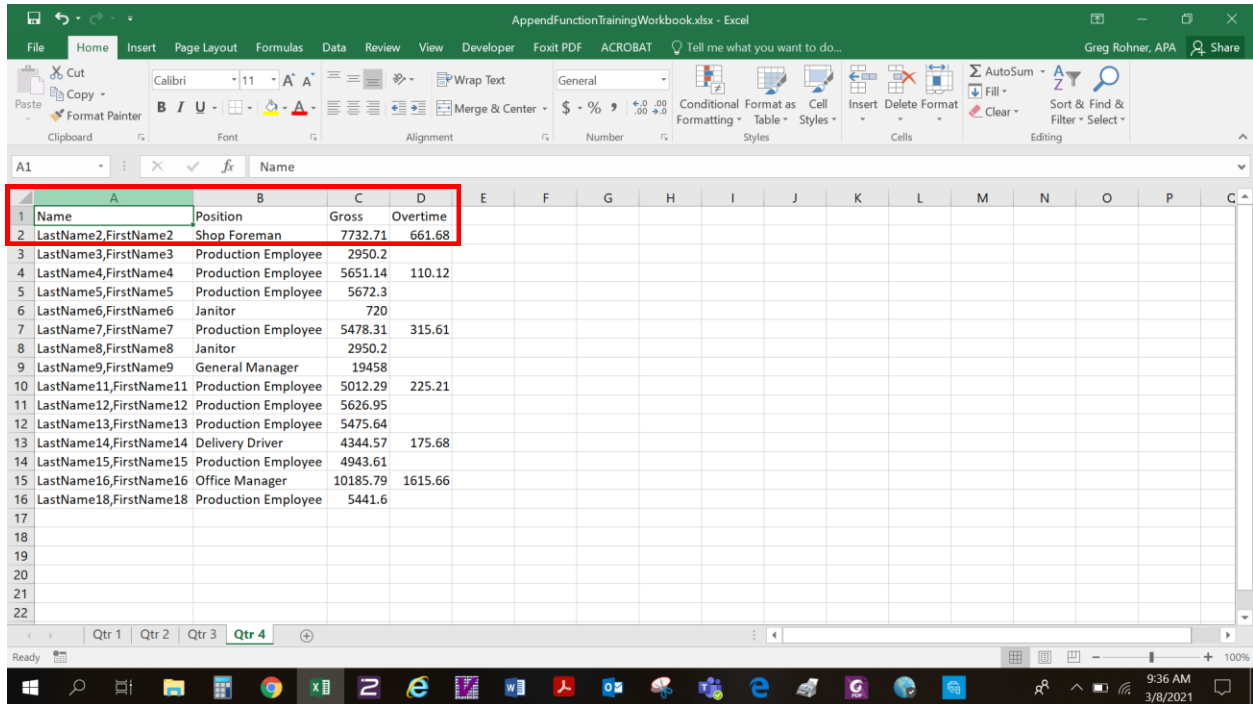 AppendFunctionTrainingWorkbook.xlsx - Excel
File Home Insert Page Layout Formulas Data Review View Developer Foxit PDF ACROBAT Tell me what you want to do... Greg Rohner, APA Share
Paste
Cut
Copy
Format Painter
Clipboard
Calibri 11 A A
B I U A
Font
Wrap Text
Merge & Center
Alignment
General
$ % , .0 .00 .00 .0
Number
Conditional Formatting
Format as Table
Cell Styles
Styles
Insert Delete Format
Cells
AutoSum
Fill
Clear
Sort & Filter
Find & Select
Editing
A1 fx Name
A B C D E F G H I J K L M N O P Q
1 Name Position Gross Overtime
2 LastName2,FirstName2 Shop Foreman 7732.71 661.68
3 LastName3,FirstName3 Production Employee 2950.2
4 LastName4,FirstName4 Production Employee 5651.14 110.12
5 LastName5,FirstName5 Production Employee 5672.3
6 LastName6,FirstName6 Janitor 720
7 LastName7,FirstName7 Production Employee 5478.31 315.61
8 LastName8,FirstName8 Janitor 2950.2
9 LastName9,FirstName9 General Manager 19458
10 LastName11,FirstName11 Production Employee 5012.29 225.21
11 LastName12,FirstName12 Production Employee 5626.95
12 LastName13,FirstName13 Production Employee 5475.64
13 LastName14,FirstName14 Delivery Driver 4344.57 175.68
14 LastName15,FirstName15 Production Employee 4943.61
15 LastName16,FirstName16 Office Manager 10185.79 1615.66
16 LastName18,FirstName18 Production Employee 5441.6
17
18
19
20
21
22
Qtr 1 Qtr 2 Qtr 3 Qtr 4
Ready 100%
9:36 AM
3/8/2021